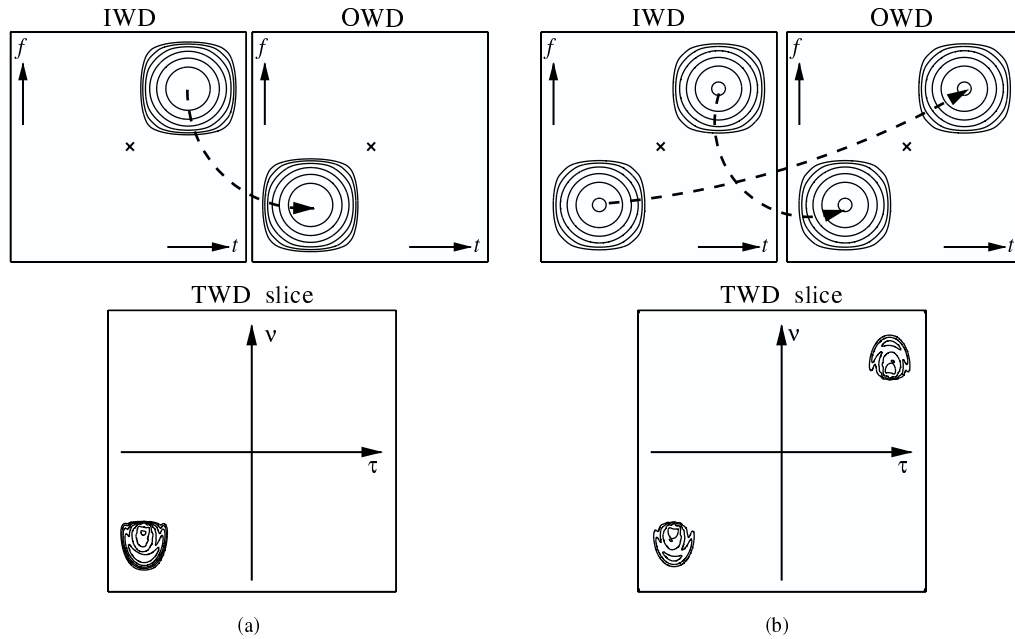 IWD OWD IWD OWD
f f f f
t t t t
TWD slice TWD slice
ν ν
τ τ
(a) (b)